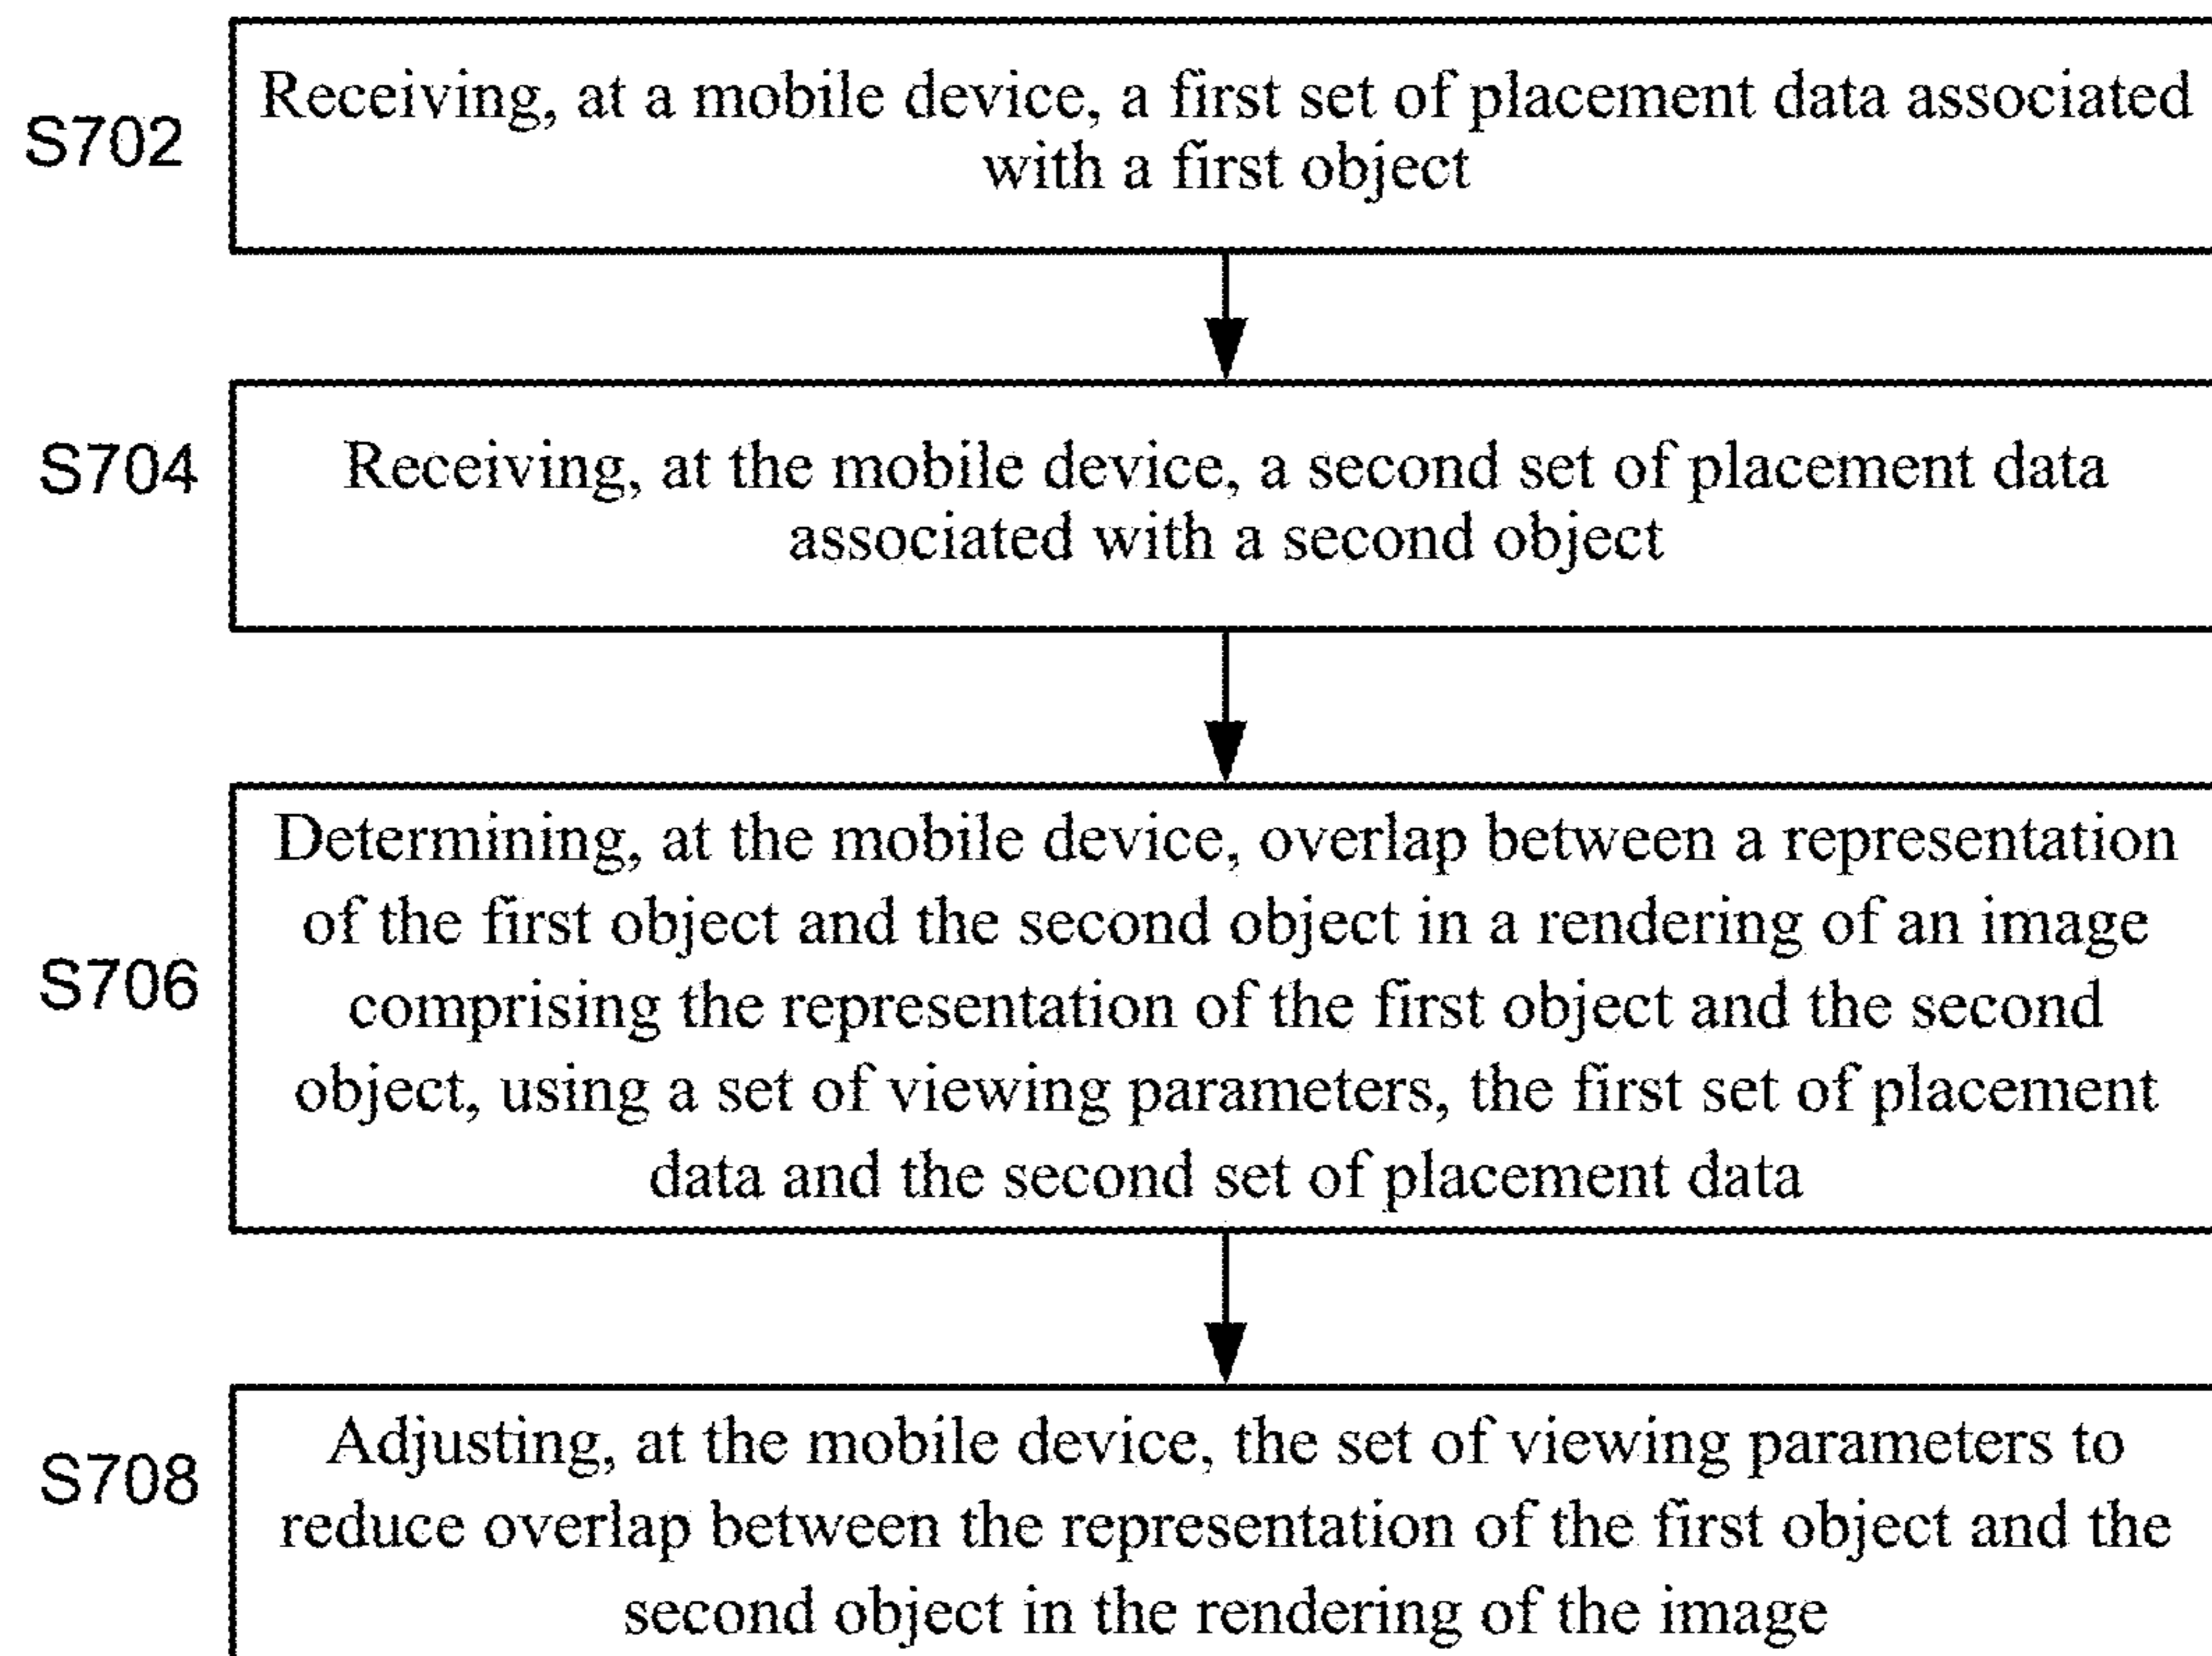 S702
Receiving, at a mobile device, a first set of placement data associated
with a first object
S704
Receiving, at the mobile device, a second set of placement data
associated with a second object
S706
Determining, at the mobile device, overlap between a representation
of the first object and the second object in a rendering of an image
comprising the representation of the first object and the second
object, using a set of viewing parameters, the first set of placement
data and the second set of placement data
S708
Adjusting, at the mobile device, the set of viewing parameters to
reduce overlap between the representation of the first object and the
second object in the rendering of the image